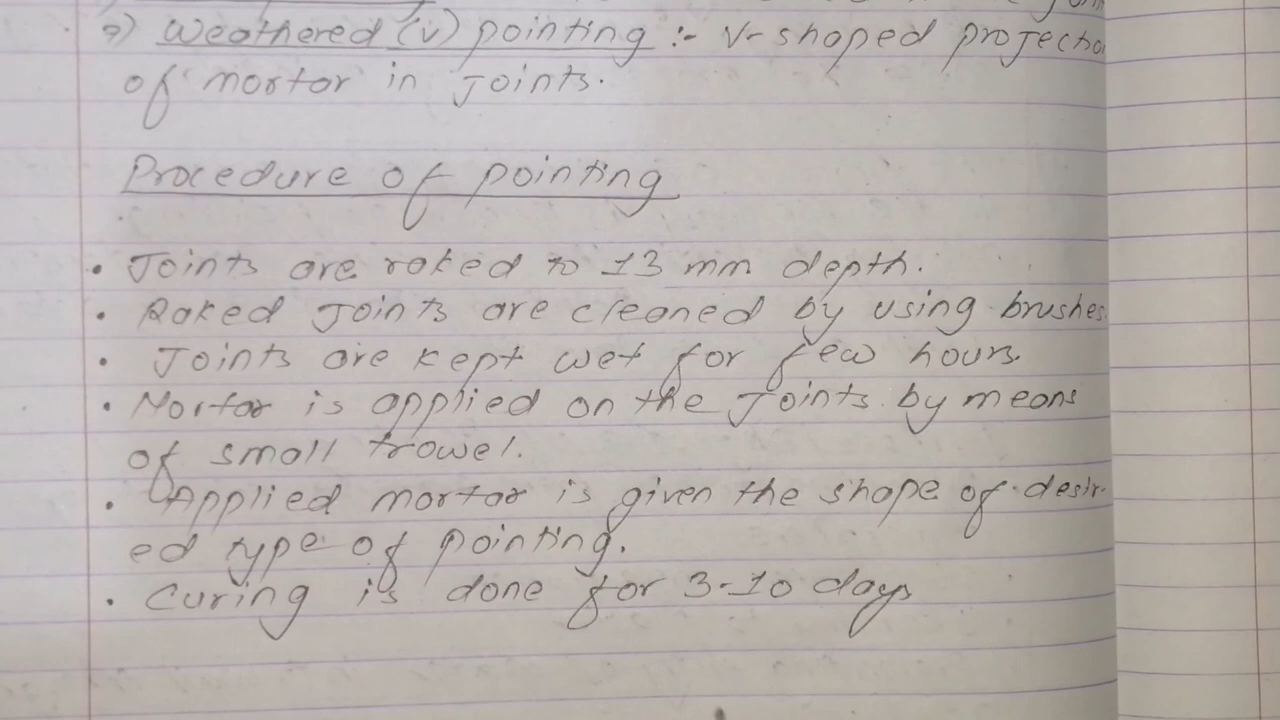 7) Weathered (v) pointing :- V-shaped projectio
of mortar in joints.
Procedure of pointing
• Joints are raked to 13 mm depth.
• Raked joints are cleaned by using brushes.
• Joints are kept wet for few hours.
• Mortar is applied on the joints by means
of small trowel.
• Applied mortar is given the shape of desir-
ed type of pointing.
• Curing is done for 3-10 days